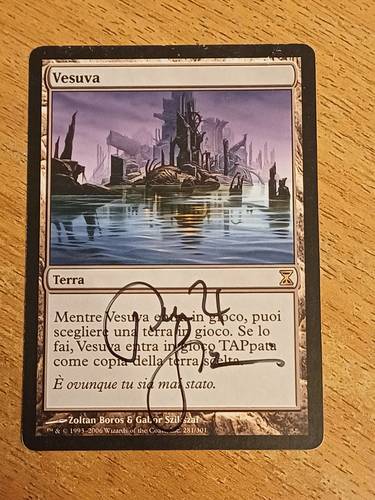 Vesuva
Terra
Mentre Vesuva entra in gioco, puoi
scegliere una terra in gioco. Se lo
fai, Vesuva entra in gioco TAPpata
come copia della terra scelta.
È ovunque tu sia mai stato.
Zoltan Boros & Gabor Szikszai
™ & © 1993–2006 Wizards of the Coast, Inc. 281/301